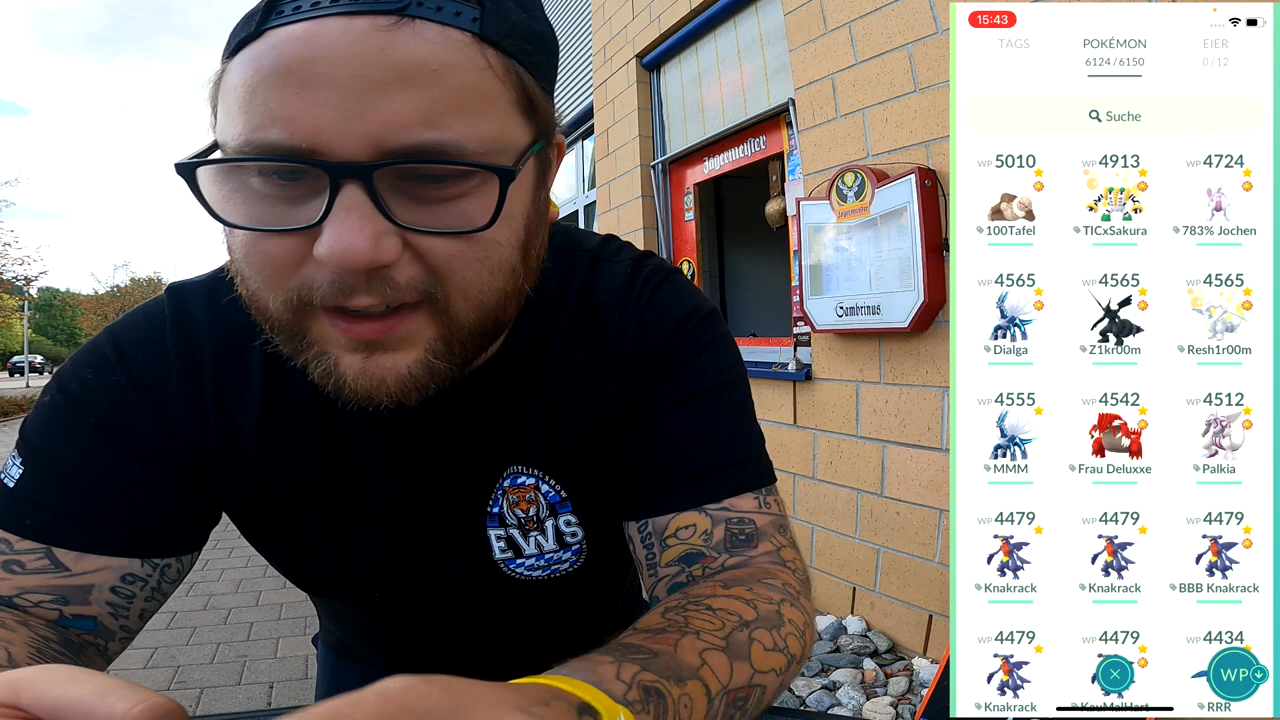 15:43
TAGS
POKÉMON
EIER
6124 / 6150
0 / 12
Suche
WP 5010
WP 4913
WP 4724
100Tafel
TICxSakura
783% Jochen
WP 4565
WP 4565
WP 4565
Dialga
Z1kr00m
Resh1r00m
WP 4555
WP 4542
WP 4512
MMM
Frau Deluxxe
Palkia
WP 4479
WP 4479
WP 4479
Knakrack
Knakrack
BBB Knakrack
WP 4479
WP 4479
WP 4434
Knakrack
KauMalHart
RRR
WP
Jägermeister
Jägermeister
Gambrinus
EWS